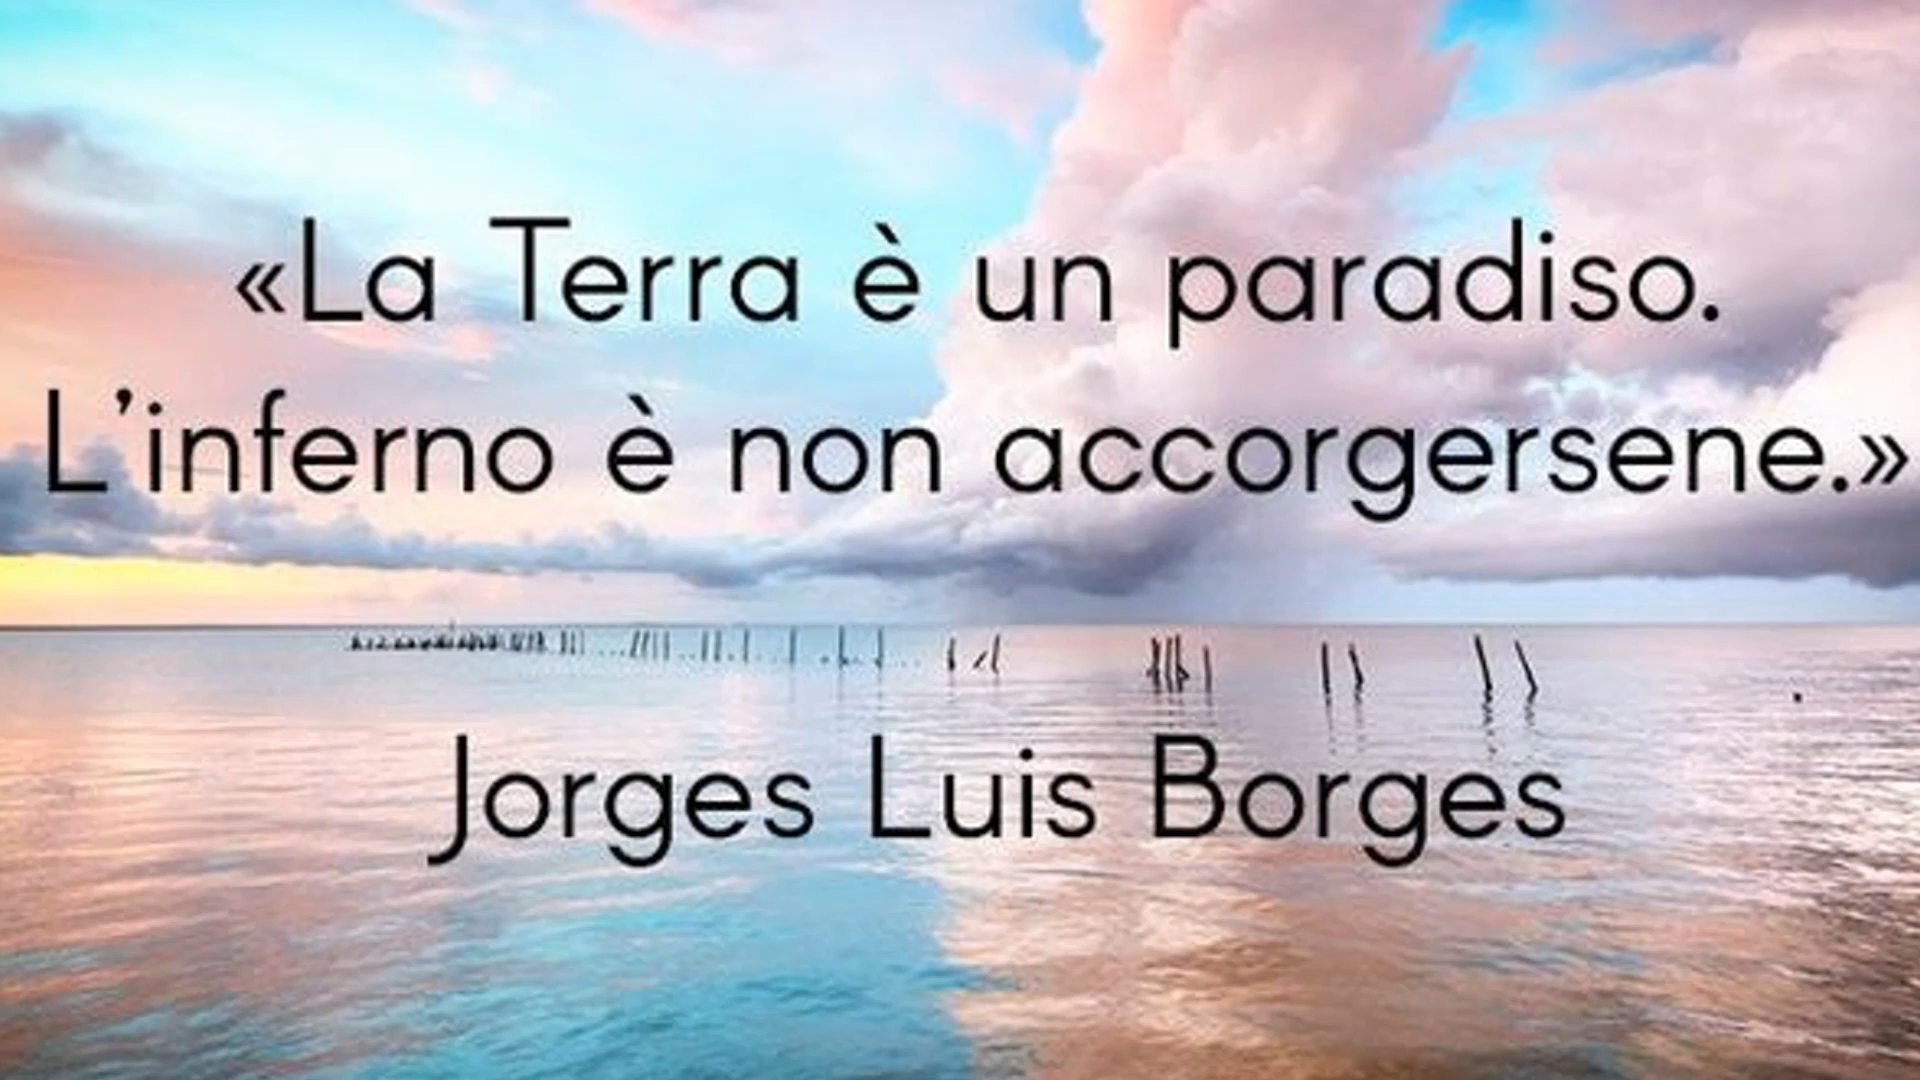 «La Terra è un paradiso.
L’inferno è non accorgersene.»
Jorges Luis Borges